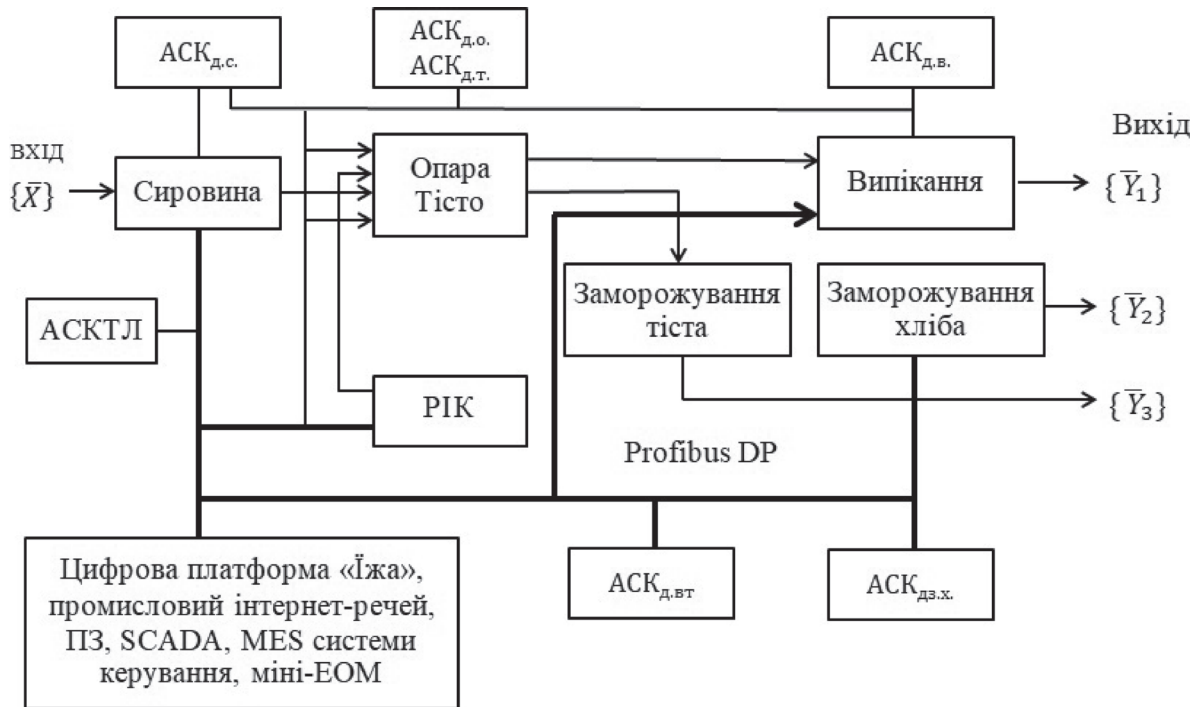 АСКд.с.
АСКд.о.
АСКд.т.
АСКд.в.
вхід
{X̄}
Сировина
Опара
Тісто
Випікання
Вихід
{Ȳ₁}
АСКТЛ
Заморожування
тіста
Заморожування
хліба
{Ȳ₂}
{Ȳ₃}
РІК
Profibus DP
Цифрова платформа «Їжа»,
промисловий інтернет-речей,
ПЗ, SCADA, MES системи
керування, міні-ЕОМ
АСКд.вт
АСКдз.х.